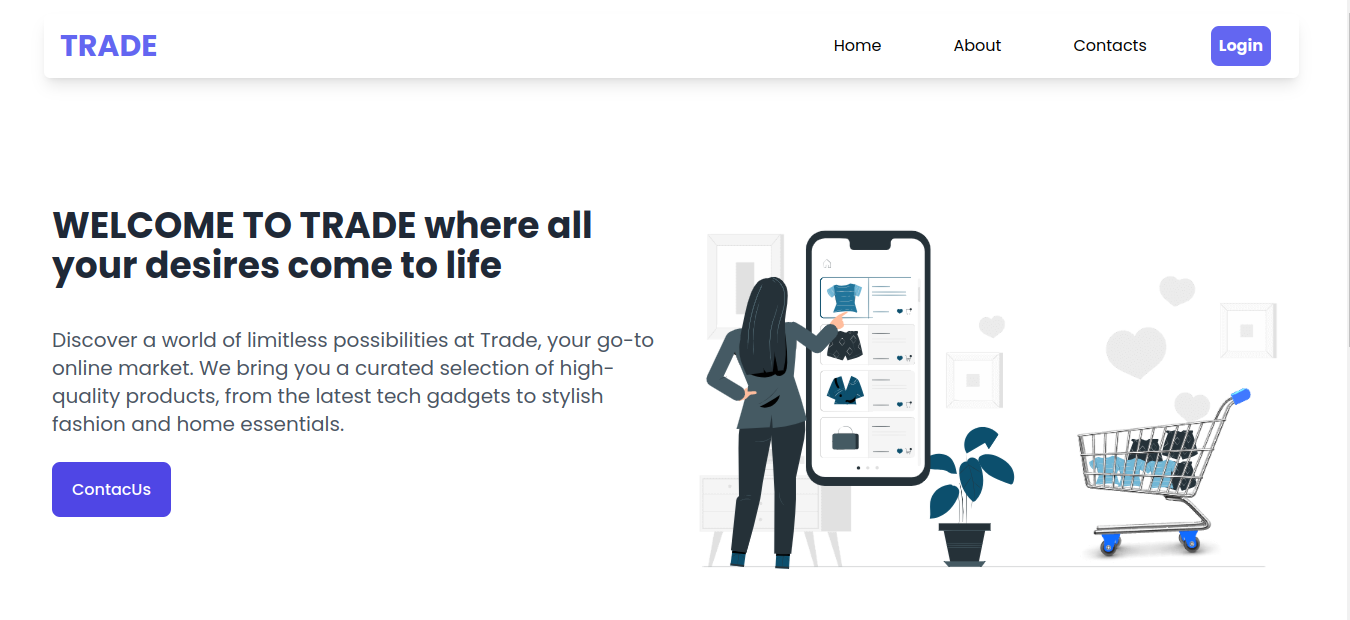 TRADE
Home About Contacts Login
WELCOME TO TRADE where all
your desires come to life
Discover a world of limitless possibilities at Trade, your go-to
online market. We bring you a curated selection of high-
quality products, from the latest tech gadgets to stylish
fashion and home essentials.
ContacUs